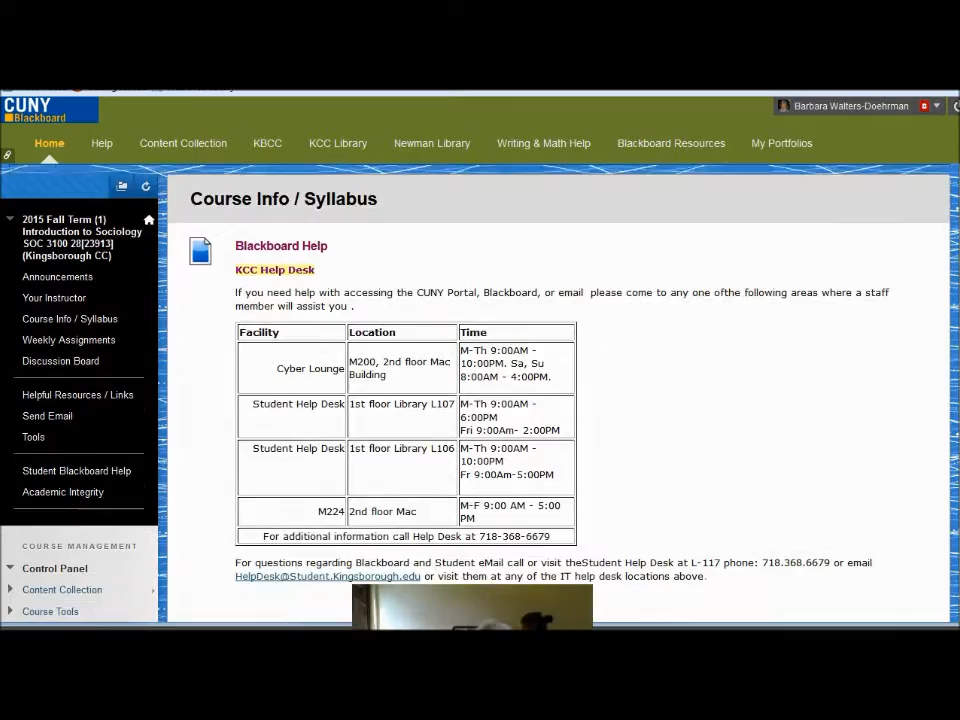 CUNY
Blackboard
Barbara Walters-Doehrman
Home Help Content Collection KBCC KCC Library Newman Library Writing & Math Help Blackboard Resources My Portfolios
2015 Fall Term (1)
Introduction to Sociology
SOC 3100 28[23913]
(Kingsborough CC)
Announcements
Your Instructor
Course Info / Syllabus
Weekly Assignments
Discussion Board
Helpful Resources / Links
Send Email
Tools
Student Blackboard Help
Academic Integrity
COURSE MANAGEMENT
Control Panel
Content Collection
Course Tools
Course Info / Syllabus
Blackboard Help
KCC Help Desk
If you need help with accessing the CUNY Portal, Blackboard, or email please come to any one ofthe following areas where a staff
member will assist you .
Facility Location Time
Cyber Lounge M200, 2nd floor Mac Building M-Th 9:00AM - 10:00PM. Sa, Su 8:00AM - 4:00PM.
Student Help Desk 1st floor Library L107 M-Th 9:00AM - 6:00PM Fri 9:00Am- 2:00PM
Student Help Desk 1st floor Library L106 M-Th 9:00AM - 10:00PM Fr 9:00Am-5:00PM
M224 2nd floor Mac M-F 9:00 AM - 5:00 PM
For additional information call Help Desk at 718-368-6679
For questions regarding Blackboard and Student eMail call or visit theStudent Help Desk at L-117 phone: 718.368.6679 or email
HelpDesk@Student.Kingsborough.edu or visit them at any of the IT help desk locations above.